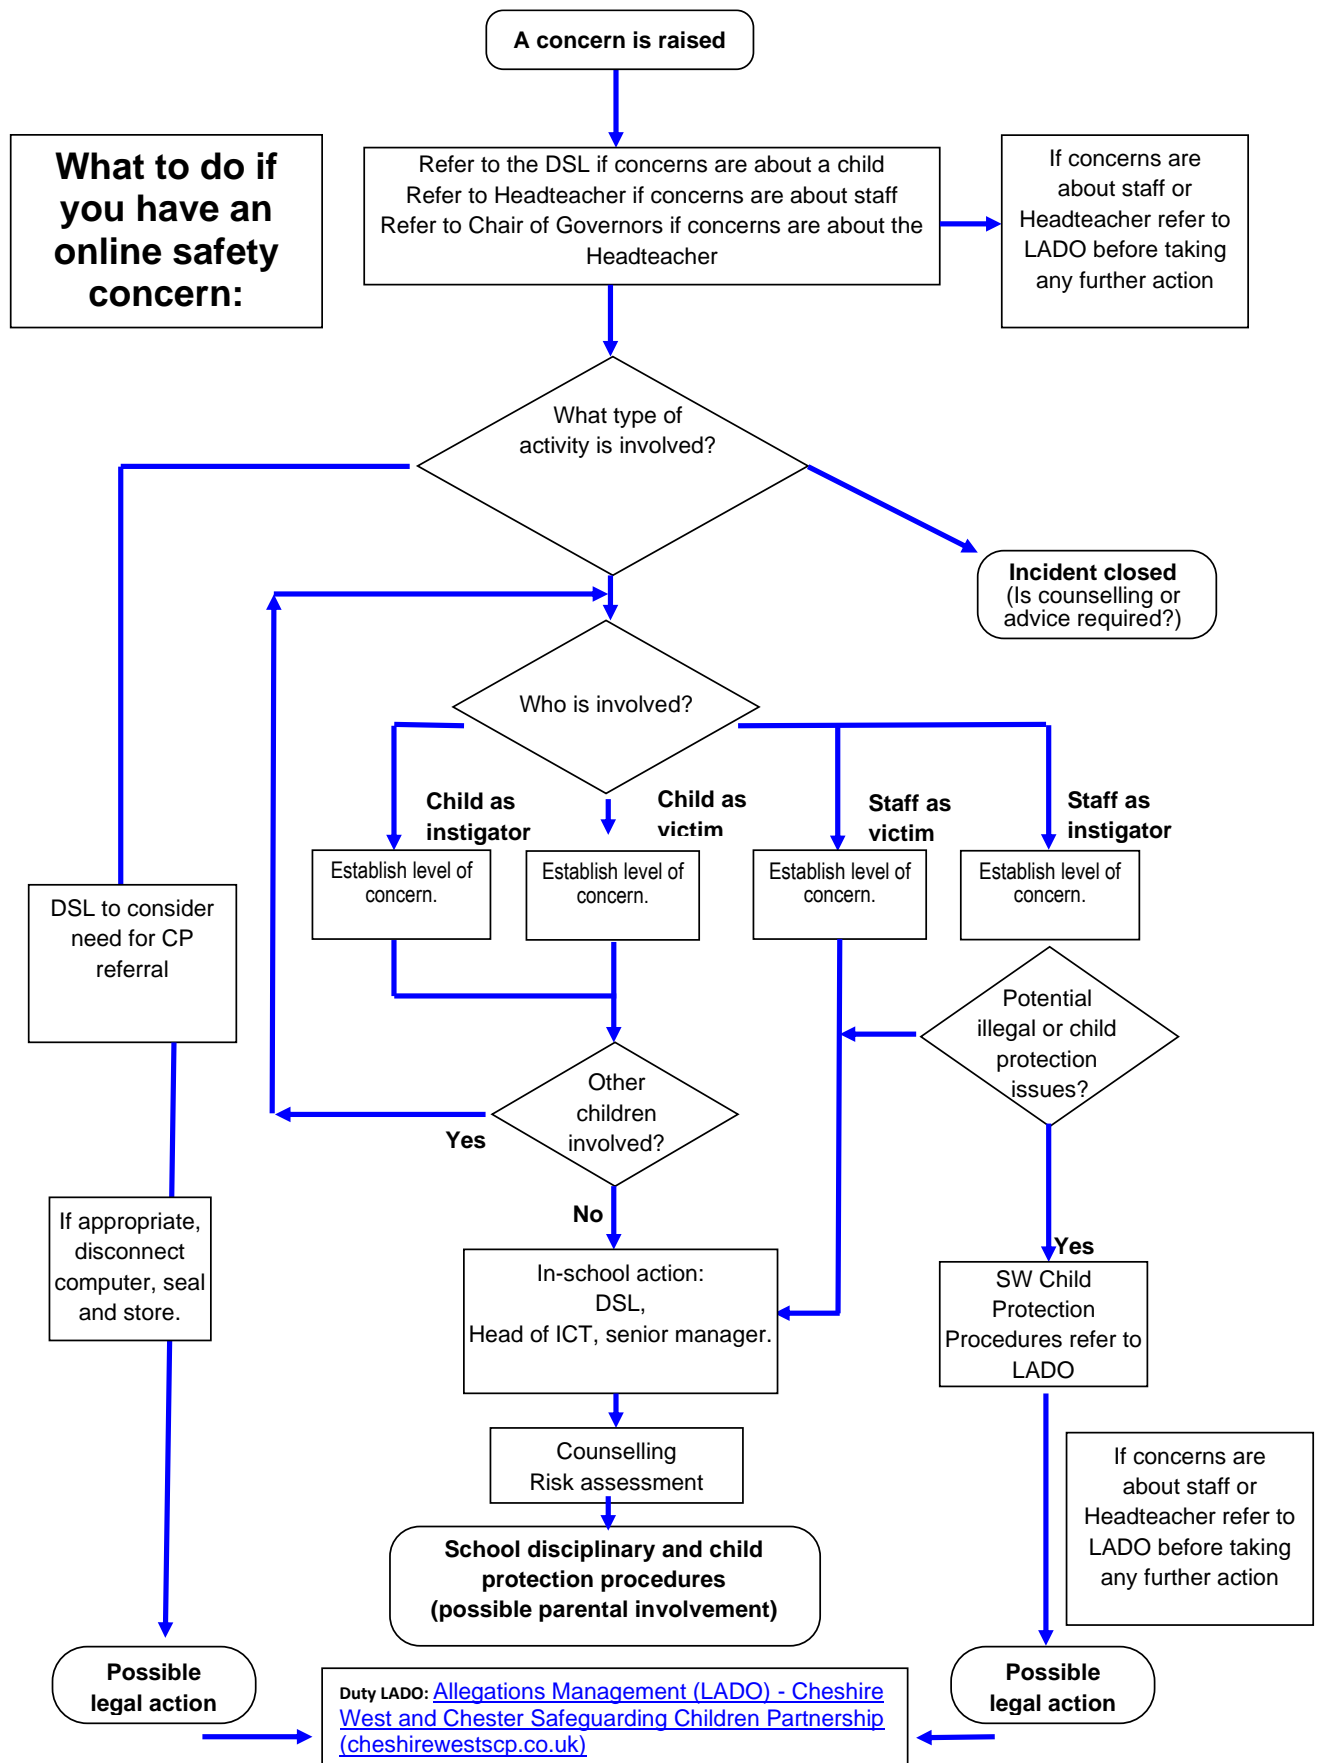 A concern is raised
What to do if
you have an
online safety
concern:
Refer to the DSL if concerns are about a child
Refer to Headteacher if concerns are about staff
Refer to Chair of Governors if concerns are about the
Headteacher
If concerns are
about staff or
Headteacher refer to
LADO before taking
any further action
What type of
activity is involved?
Incident closed
(Is counselling or
advice required?)
Who is involved?
Child as
instigator
Child as
victim
Staff as
victim
Staff as
instigator
Establish level of
concern.
Establish level of
concern.
Establish level of
concern.
Establish level of
concern.
DSL to consider
need for CP
referral
Potential
illegal or child
protection
issues?
Other
children
involved?
Yes
No
If appropriate,
disconnect
computer, seal
and store.
In-school action:
DSL,
Head of ICT, senior manager.
Yes
SW Child
Protection
Procedures refer to
LADO
Counselling
Risk assessment
If concerns are
about staff or
Headteacher refer to
LADO before taking
any further action
School disciplinary and child
protection procedures
(possible parental involvement)
Possible
legal action
Duty LADO: Allegations Management (LADO) - Cheshire
West and Chester Safeguarding Children Partnership
(cheshirewestscp.co.uk)
Possible
legal action